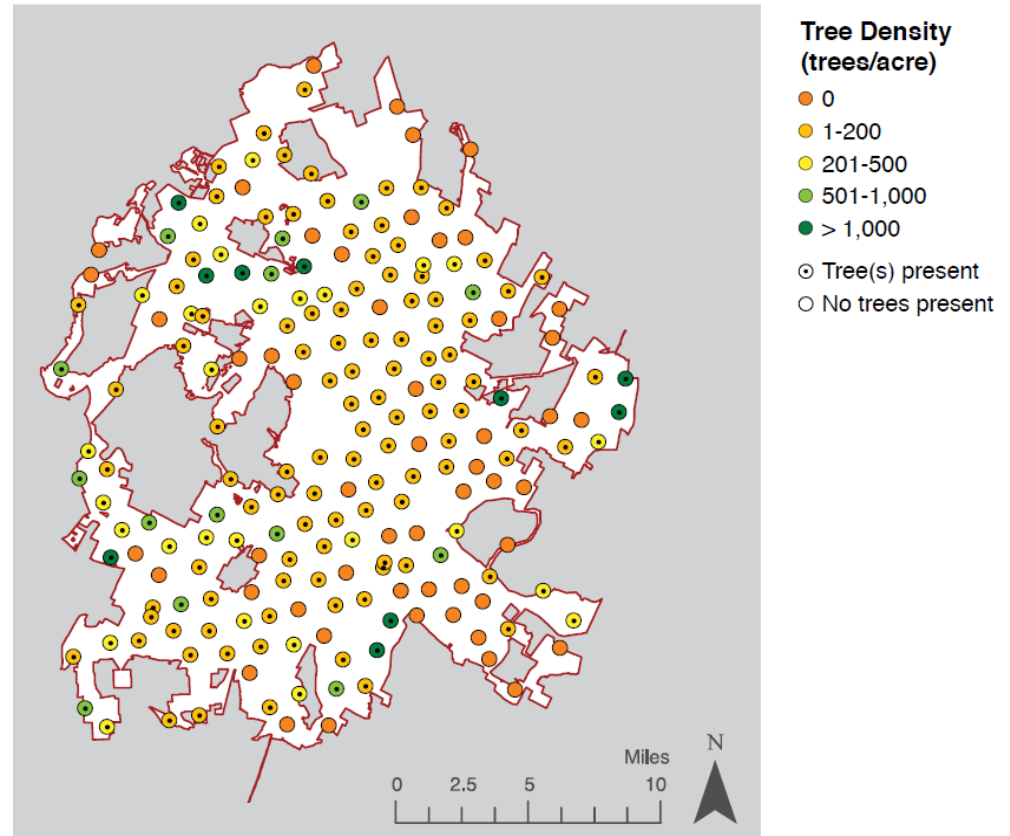 Tree Density
(trees/acre)
0
1-200
201-500
501-1,000
> 1,000
Tree(s) present
No trees present
Miles
0 2.5 5 10
N